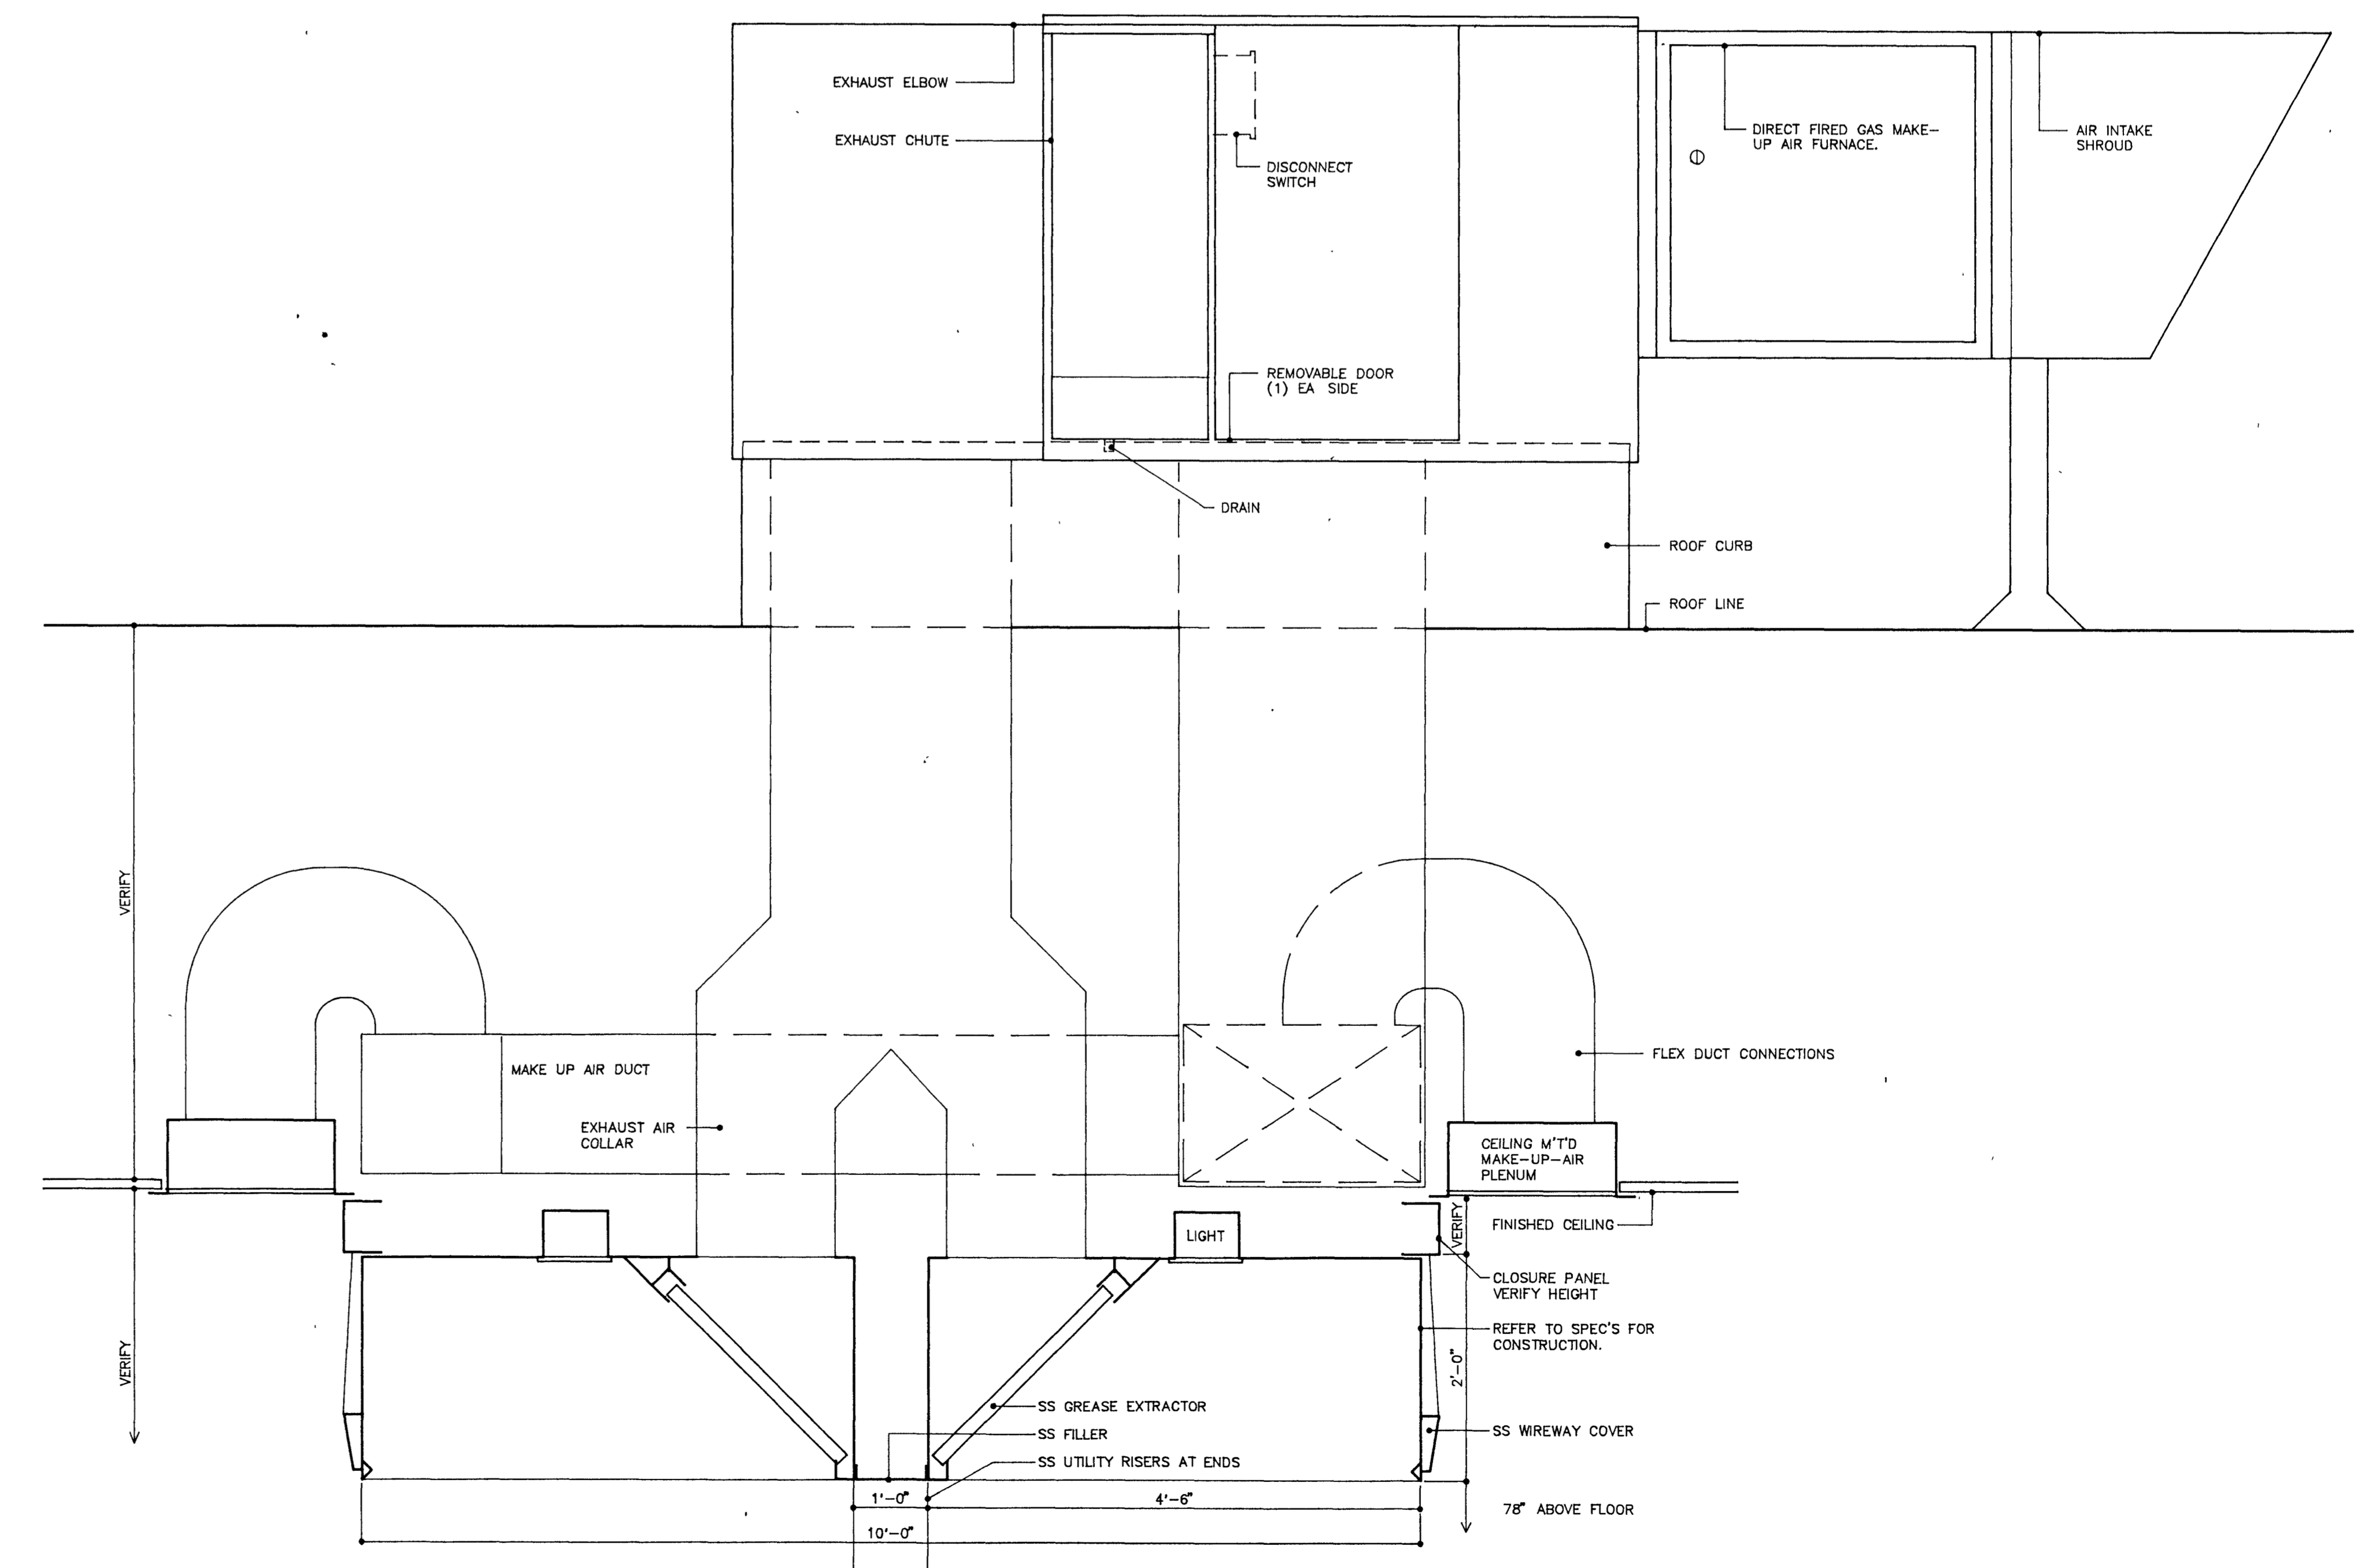 EXHAUST ELBOW
EXHAUST CHUTE
DISCONNECT
SWITCH
DIRECT FIRED GAS MAKE-
UP AIR FURNACE.
AIR INTAKE
SHROUD
REMOVABLE DOOR
(1) EA SIDE
DRAIN
ROOF CURB
ROOF LINE
VERIFY
MAKE UP AIR DUCT
EXHAUST AIR
COLLAR
FLEX DUCT CONNECTIONS
CEILING M'T'D
MAKE-UP-AIR
PLENUM
LIGHT
VERIFY
FINISHED CEILING
CLOSURE PANEL
VERIFY HEIGHT
REFER TO SPEC'S FOR
CONSTRUCTION.
VERIFY
2'-0"
SS GREASE EXTRACTOR
SS FILLER
SS UTILITY RISERS AT ENDS
SS WIREWAY COVER
1'-0"
4'-6"
78" ABOVE FLOOR
10'-0"